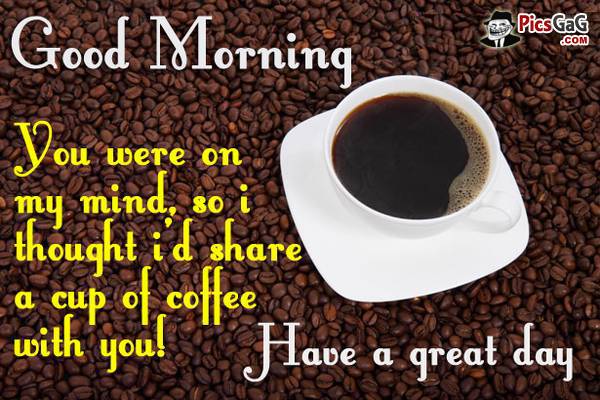 Good Morning
PicsGaG
.COM
You were on
my mind, so i
thought i'd share
a cup of coffee
with you!
Have a great day